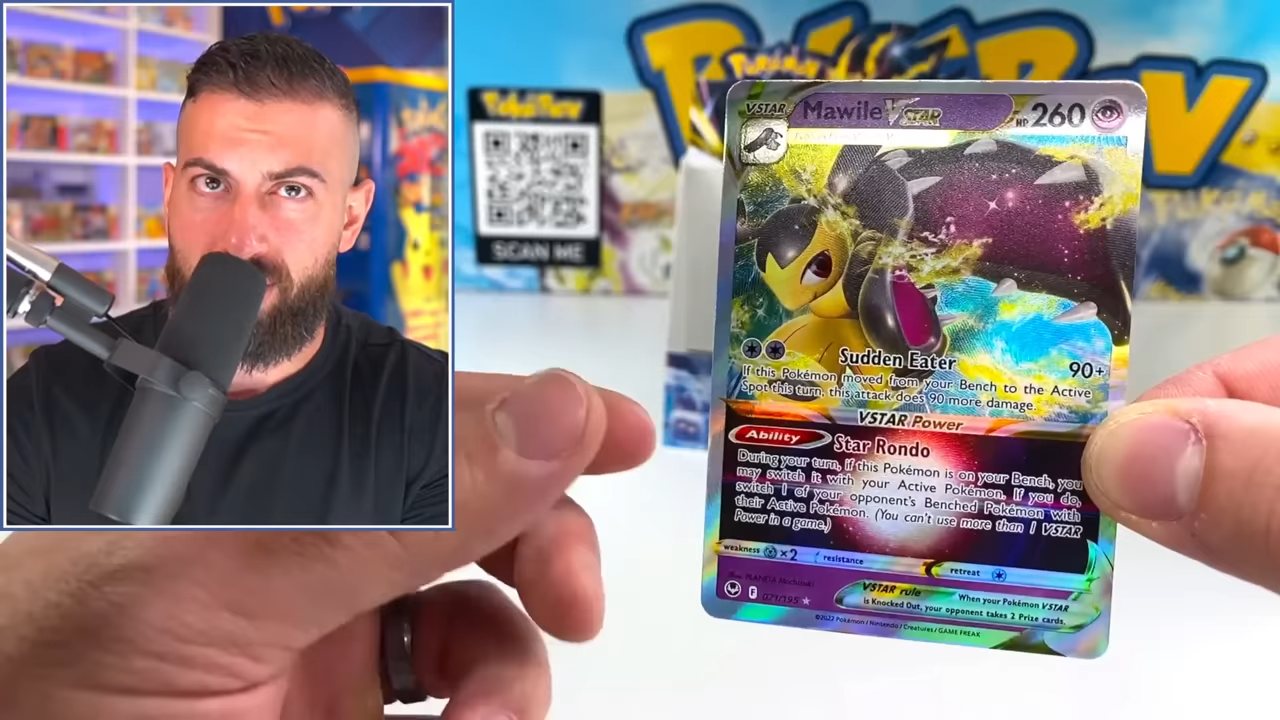 PokéRev
SCAN ME
Pokémon
VSTAR Mawile VSTAR HP 260
Sudden Eater 90+
If this Pokémon moved from your Bench to the Active
Spot this turn, this attack does 90 more damage.
VSTAR Power
Ability Star Rondo
During your turn, if this Pokémon is on your Bench, you
may switch it with your Active Pokémon. If you do,
switch 1 of your opponent's Benched Pokémon with
their Active Pokémon. (You can't use more than 1 VSTAR
Power in a game.)
weakness ×2 resistance retreat
VSTAR rule When your Pokémon VSTAR
is Knocked Out, your opponent takes 2 Prize cards.
F 071/195
©2022 Pokémon / Nintendo / Creatures / GAME FREAK